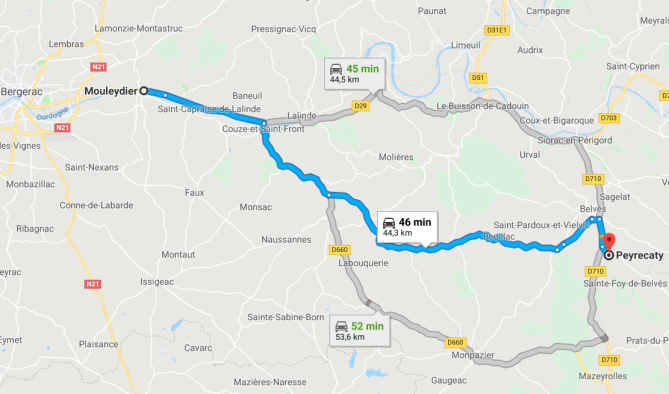 Paunat
Campagne
Lamonzie-Montastruc
Pressignac-Vicq
D31E1
Meyrals
Lembras
Limeuil
Audrix
N21
45 min
44,5 km
D51
Saint-Cyprien
Bergerac
Mouleydier
Baneuil
Le Buisson-de-Cadouin
Saint-Capraise-de-Lalinde
D29
Dordogne
Lalinde
Coux-et-Bigaroque
D703
N21
Couze-et-Saint-Front
Siorac-en-Périgord
Molières
Urval
Saint-Nexans
D710
Monbazillac
Faux
Sagelat
Conne-de-Labarde
Monsac
Belvès
46 min
44,3 km
Saint-Pardoux-et-Vielvic
Ribagnac
Naussannes
D660
Peyrecaty
Montaut
Labouquerie
D710
Sainte-Foy-de-Belvès
Issigeac
N21
Sainte-Sabine-Born
52 min
53,6 km
Plaisance
Cavarc
D660
Prats-du-P
Monpazier
D710
Mazeyrolles
Mazières-Naresse
Gaugeac